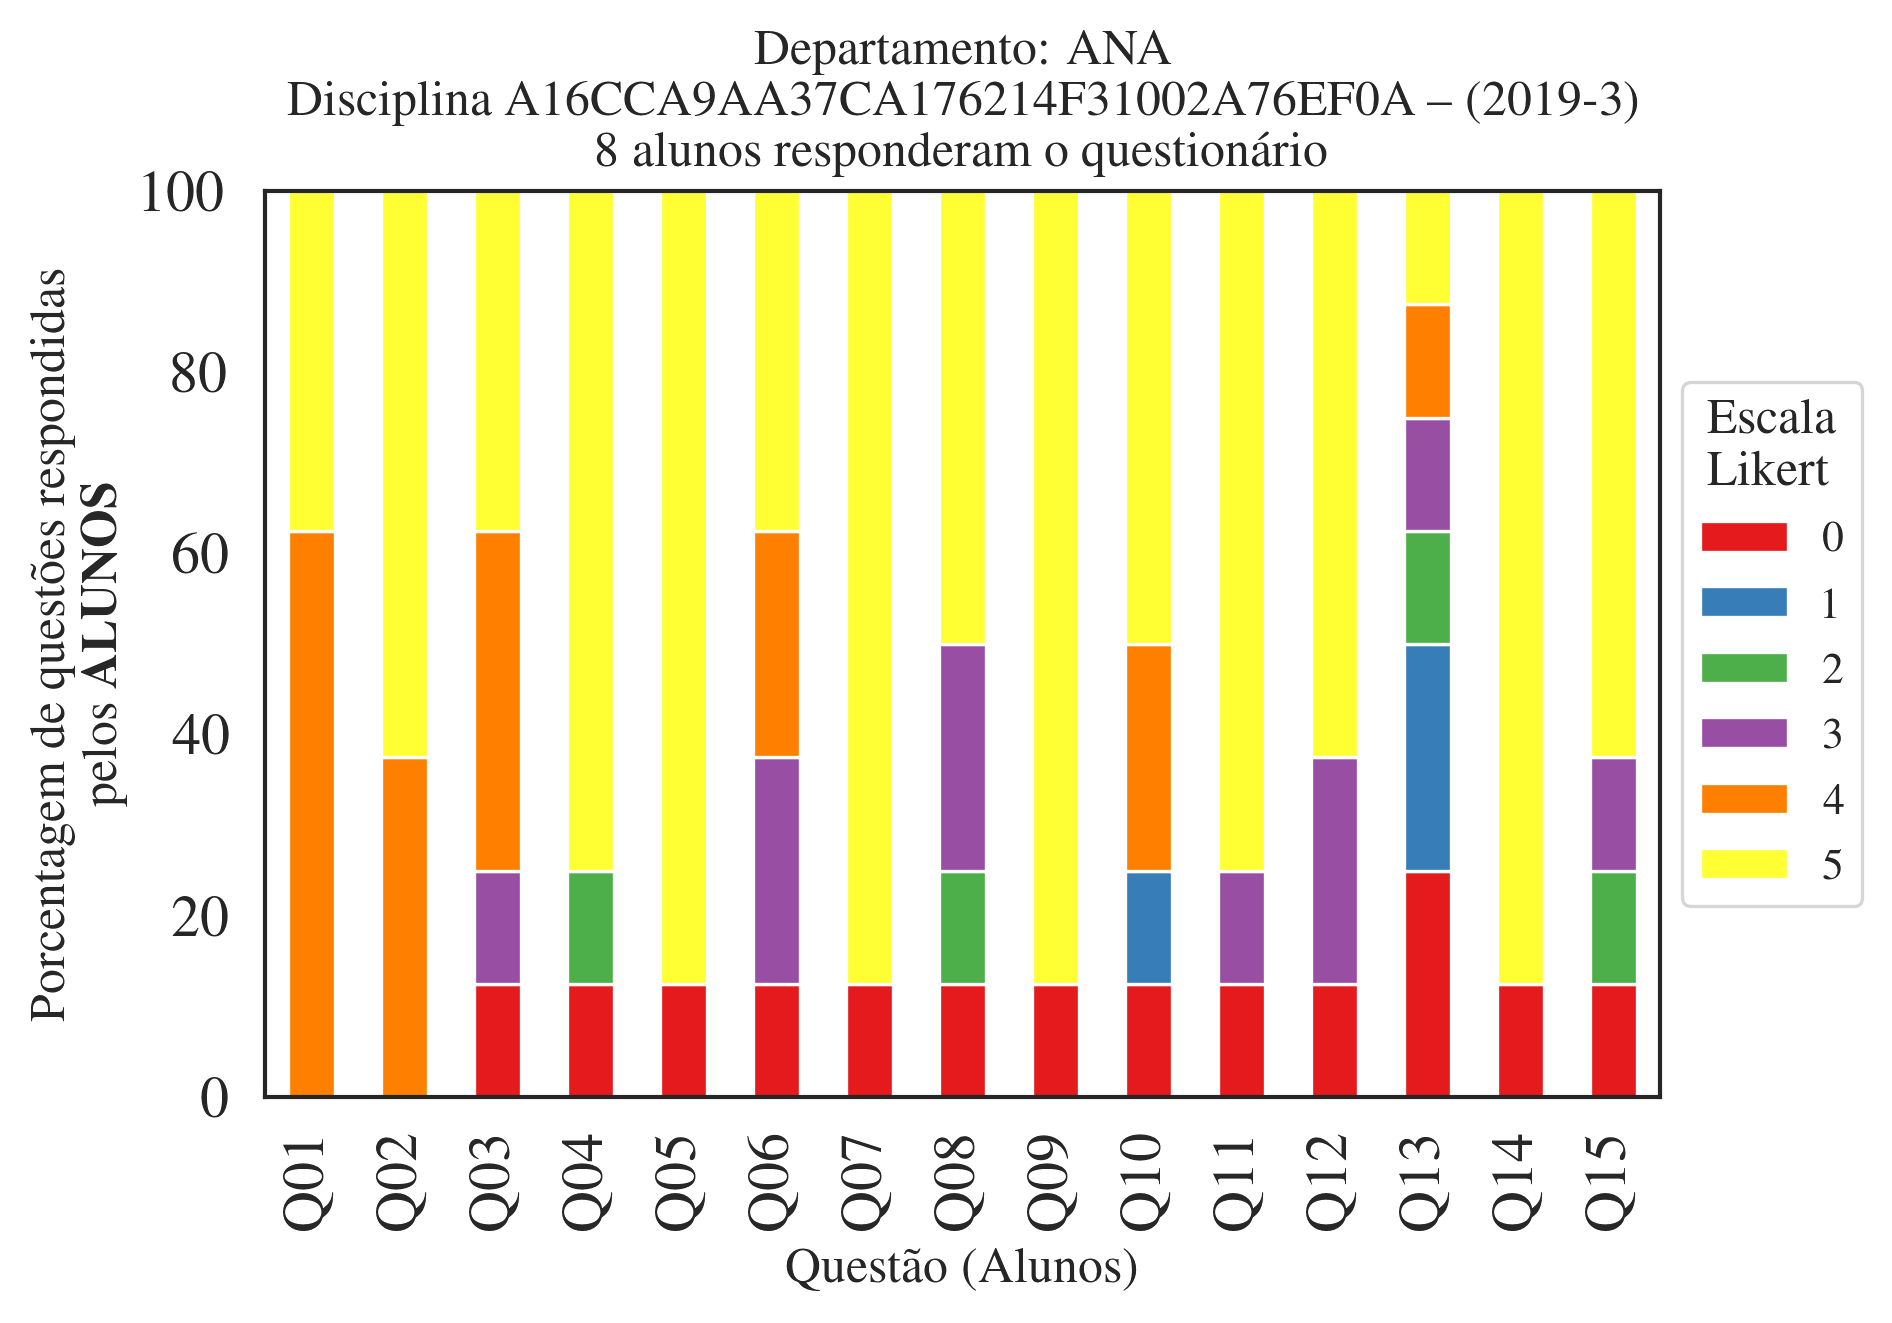 Departamento: ANA
Disciplina A16CCA9AA37CA176214F31002A76EF0A – (2019-3)
8 alunos responderam o questionário
Porcentagem de questões respondidas
pelos ALUNOS
100
80
60
40
20
0
Q01
Q02
Q03
Q04
Q05
Q06
Q07
Q08
Q09
Q10
Q11
Q12
Q13
Q14
Q15
Questão (Alunos)
Escala
Likert
0
1
2
3
4
5